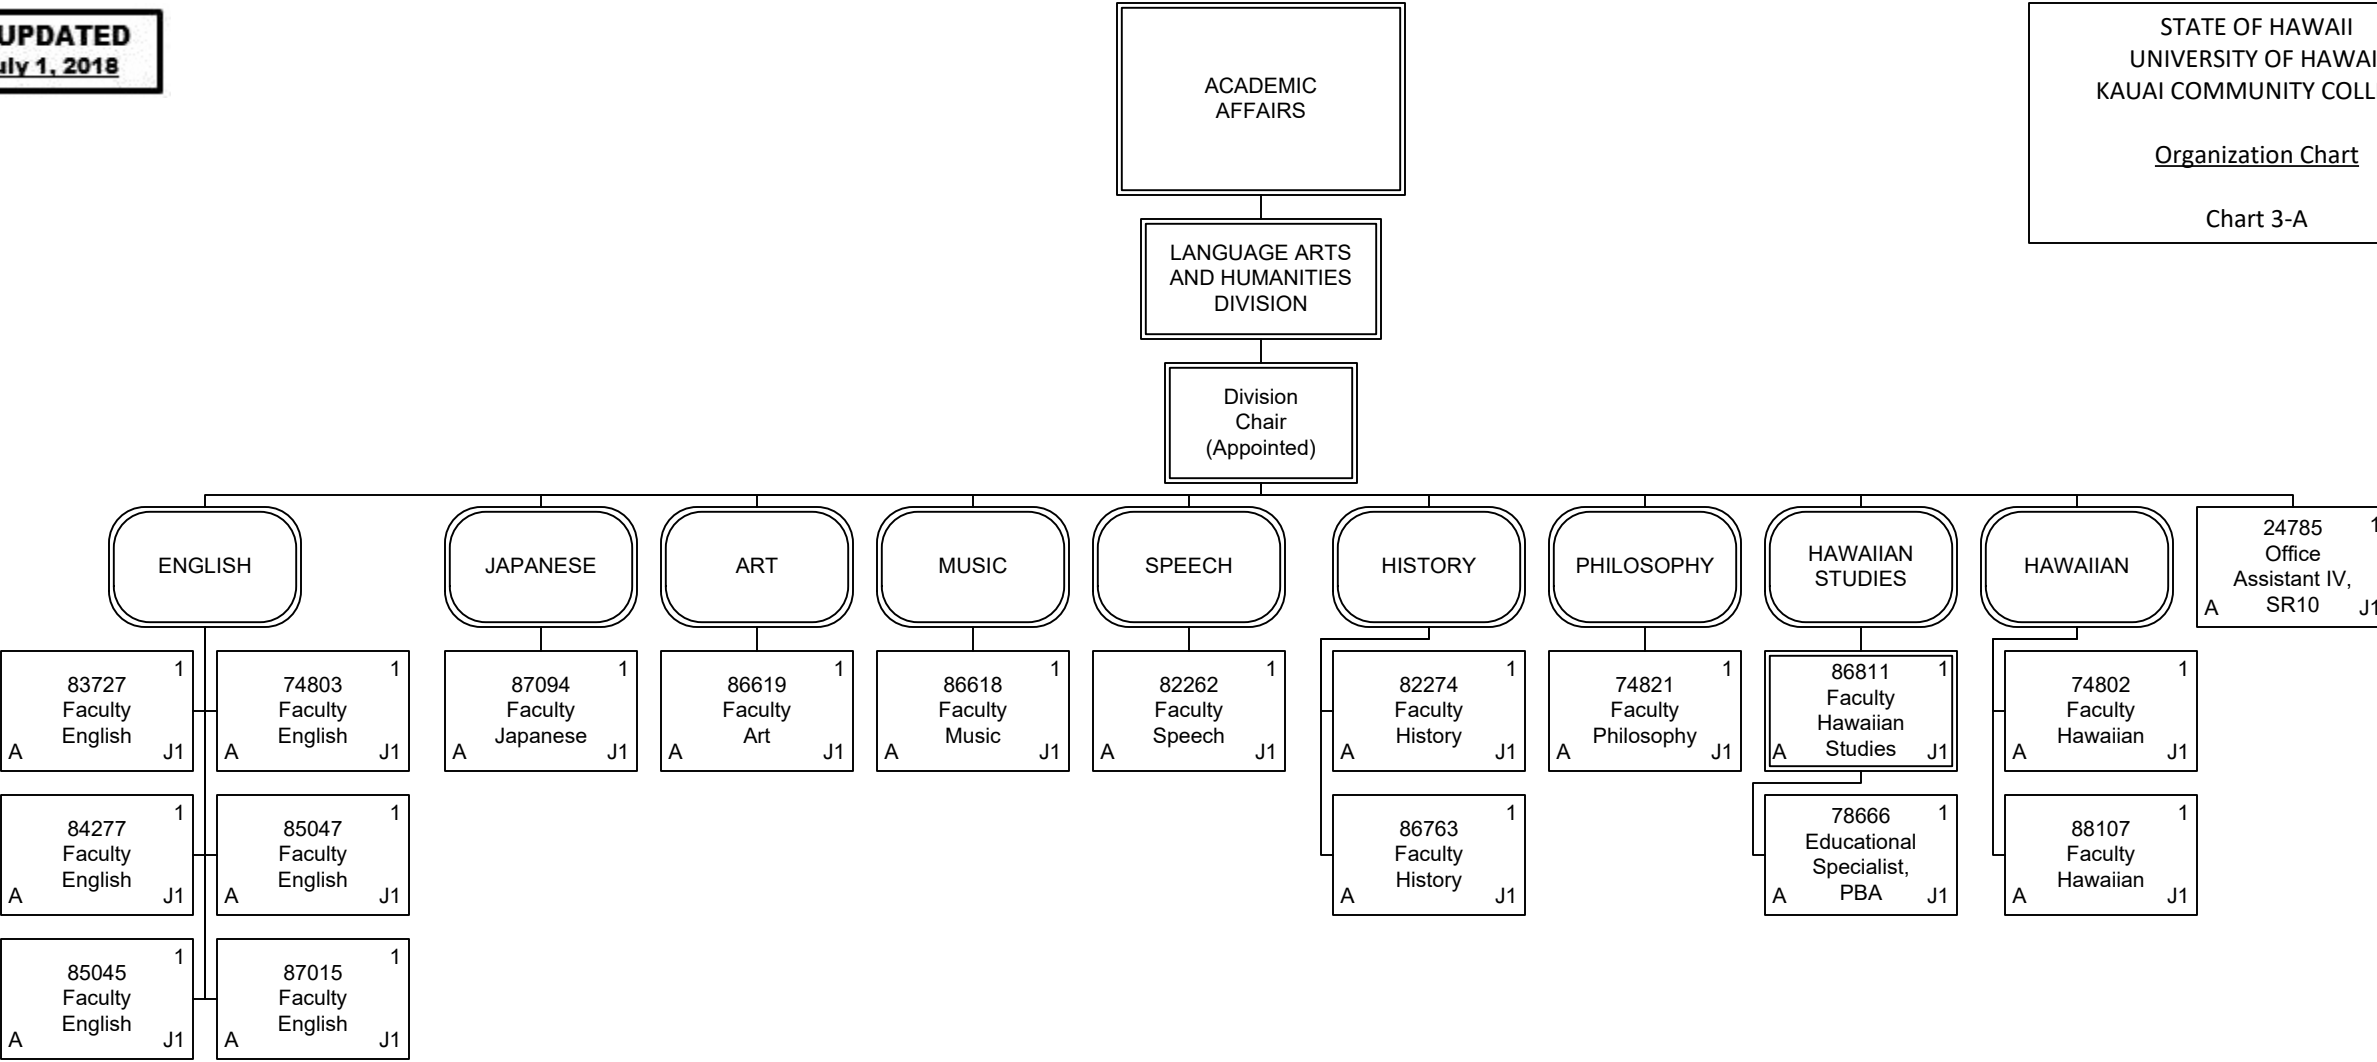 UPDATED
uly 1, 2018
STATE OF HAWAII
UNIVERSITY OF HAWAI
KAUAI COMMUNITY COLL
Organization Chart
Chart 3-A
ACADEMIC
AFFAIRS
LANGUAGE ARTS
AND HUMANITIES
DIVISION
Division
Chair
(Appointed)
ENGLISH
JAPANESE
ART
MUSIC
SPEECH
HISTORY
PHILOSOPHY
HAWAIIAN
STUDIES
HAWAIIAN
24785 1
Office
Assistant IV,
A SR10 J1
1
83727
Faculty
English
A J1
1
74803
Faculty
English
A J1
1
87094
Faculty
Japanese
A J1
1
86619
Faculty
Art
A J1
1
86618
Faculty
Music
A J1
1
82262
Faculty
Speech
A J1
1
82274
Faculty
History
A J1
1
74821
Faculty
Philosophy
A J1
86811 1
Faculty
Hawaiian
A Studies J1
1
74802
Faculty
Hawaiian
A J1
1
84277
Faculty
English
A J1
1
85047
Faculty
English
A J1
1
86763
Faculty
History
A J1
78666 1
Educational
Specialist,
A PBA J1
1
88107
Faculty
Hawaiian
A J1
1
85045
Faculty
English
A J1
1
87015
Faculty
English
A J1